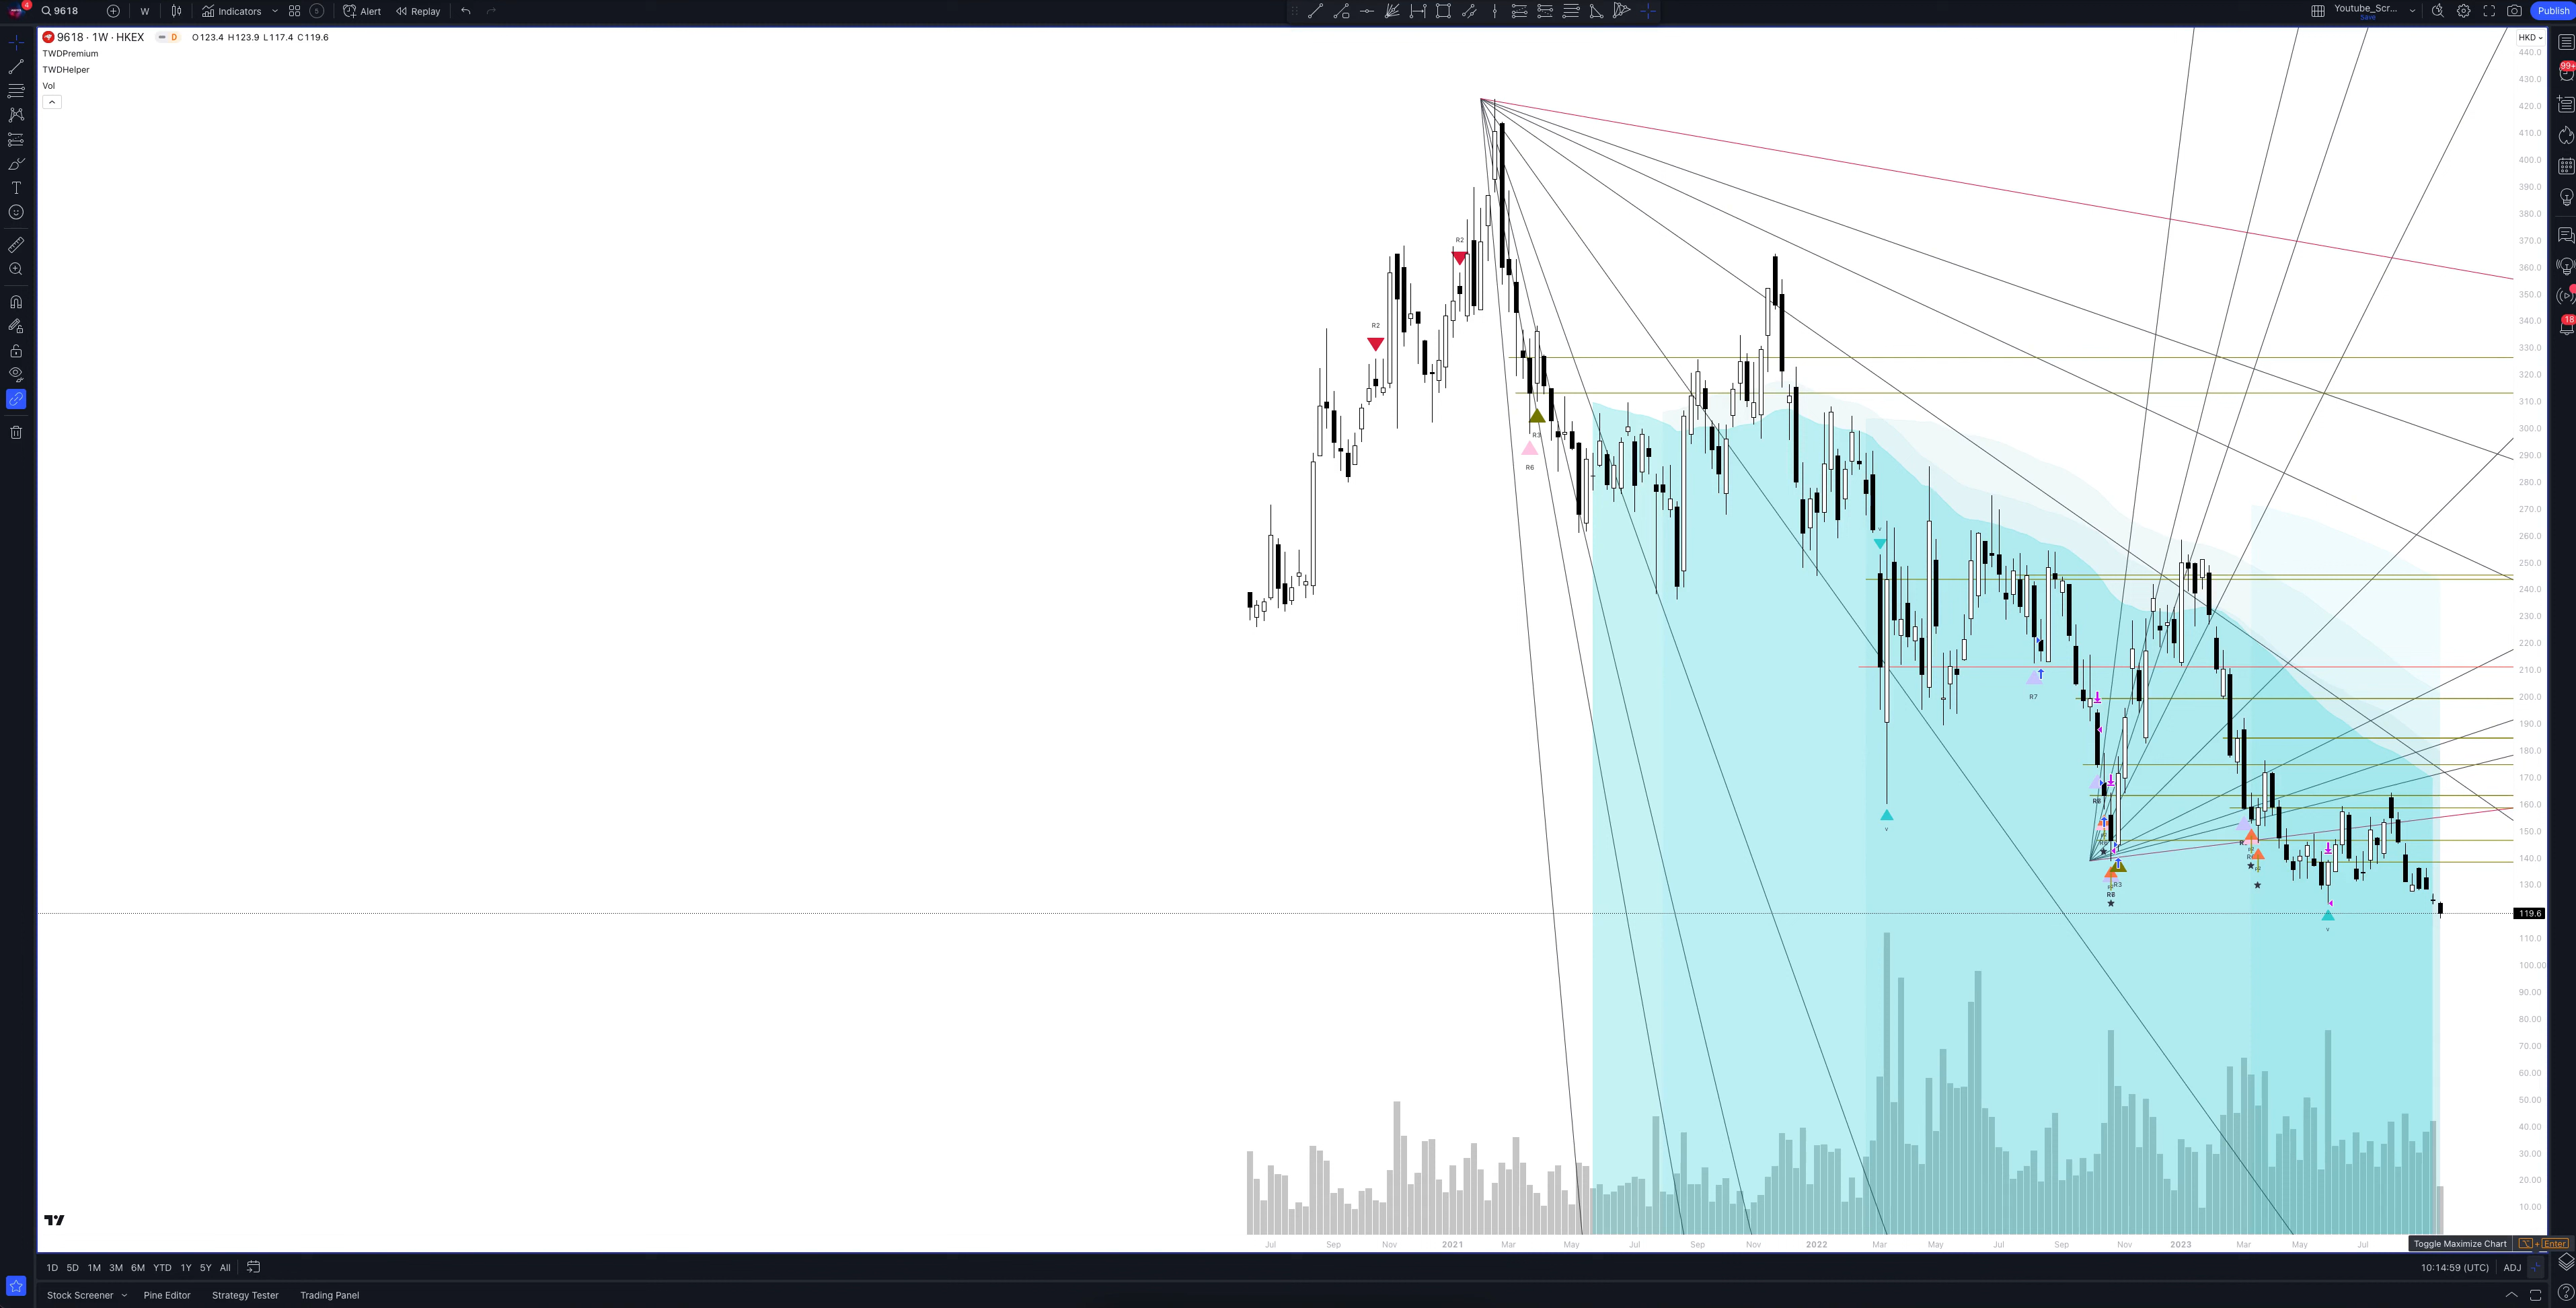 4
9618
W
Indicators
5
Alert
Replay
Youtube_Scr...
Save
Publish
9618 · 1W · HKEX
D
O123.4 H123.9 L117.4 C119.6
TWDPremium
TWDHelper
Vol
HKD
440.0
430.0
420.0
410.0
400.0
390.0
380.0
370.0
360.0
350.0
340.0
330.0
320.0
310.0
300.0
290.0
280.0
270.0
260.0
250.0
240.0
230.0
220.0
210.0
200.0
190.0
180.0
170.0
160.0
150.0
140.0
130.0
119.6
110.0
100.00
90.00
80.00
70.00
60.00
50.00
40.00
30.00
20.00
10.00
99+
18
R2
R2
R3
R6
v
v
R7
R3
v
Jul
Sep
Nov
2021
Mar
May
Jul
Sep
Nov
2022
Mar
May
Jul
Sep
Nov
2023
Mar
May
Jul
Toggle Maximize Chart
+ Enter
1D 5D 1M 3M 6M YTD 1Y 5Y All
10:14:59 (UTC)
ADJ
Stock Screener
Pine Editor
Strategy Tester
Trading Panel